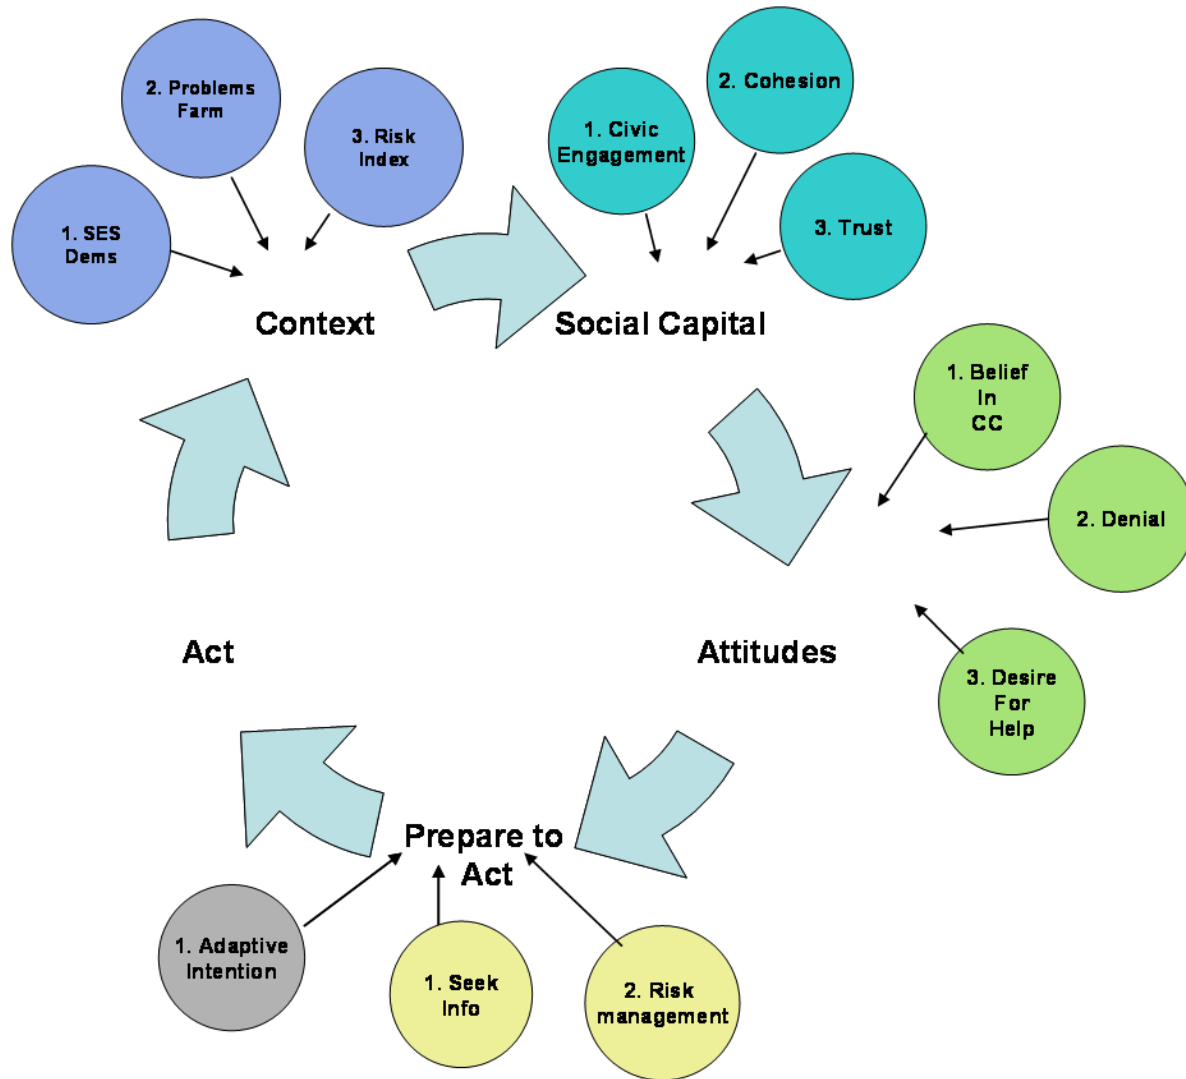 2. Problems
Farm
3. Risk
Index
1. SES
Dems
Context
1. Civic
Engagement
2. Cohesion
3. Trust
Social Capital
1. Belief
In
CC
2. Denial
3. Desire
For
Help
Attitudes
Act
Prepare to
Act
1. Adaptive
Intention
1. Seek
Info
2. Risk
management